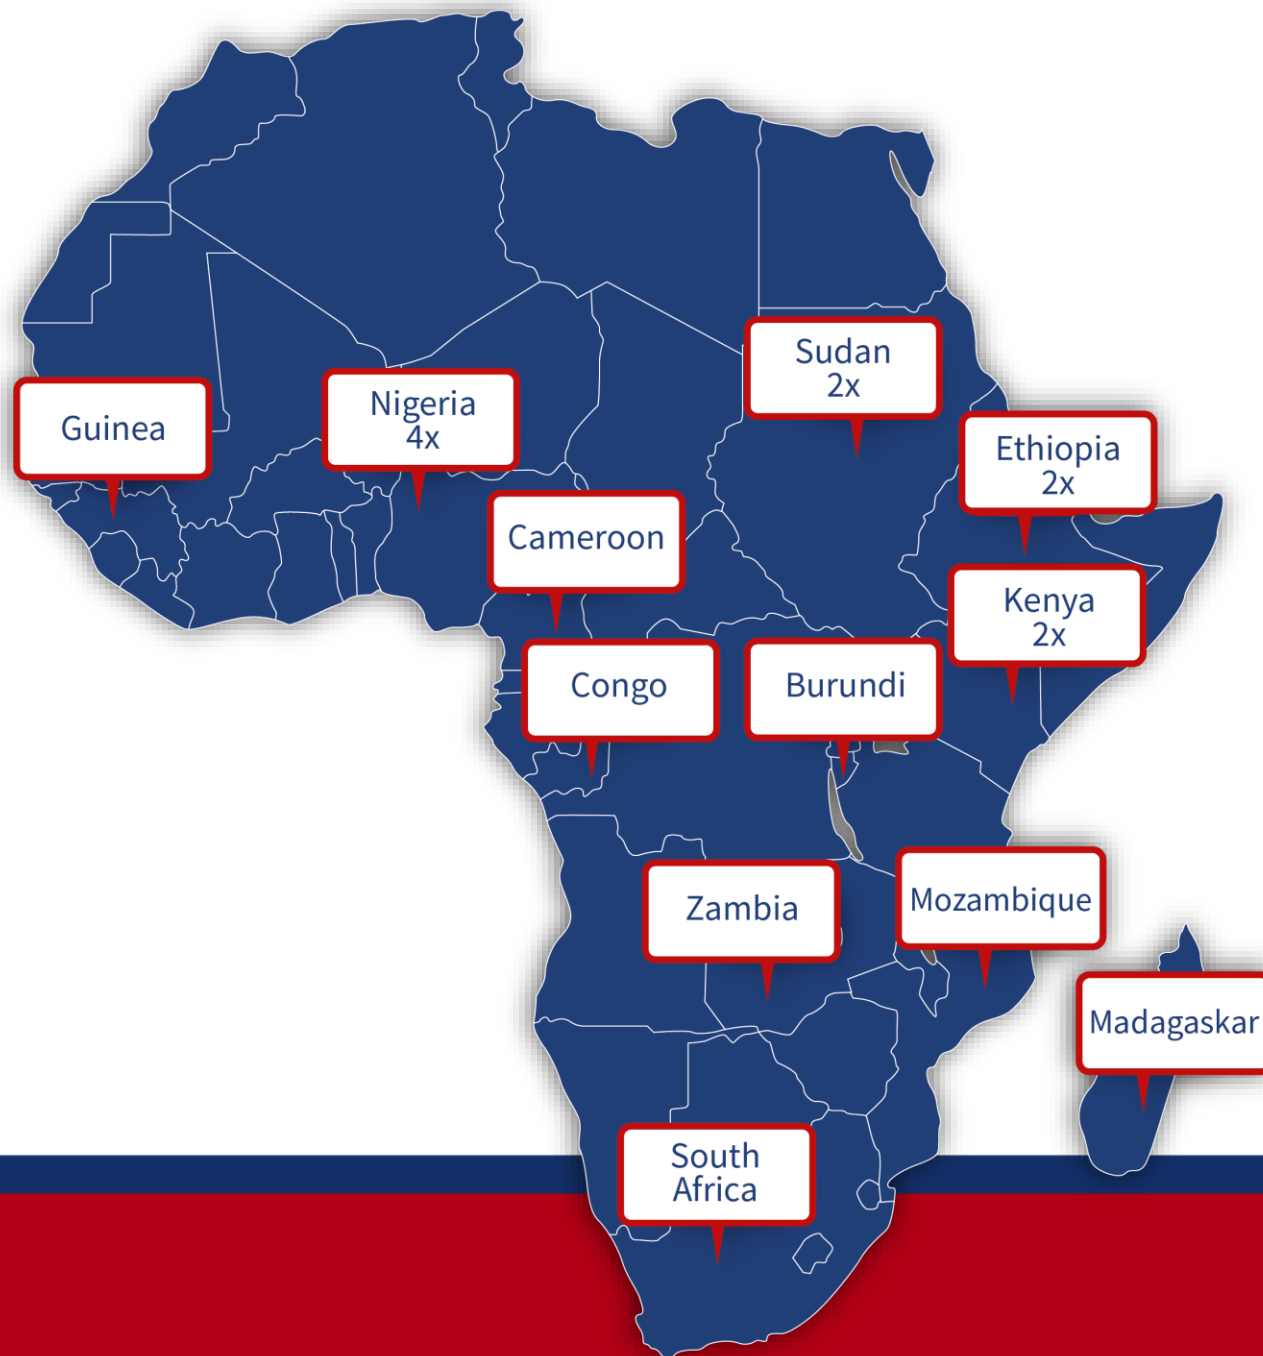 Sudan
2x
Guinea
Nigeria
4x
Ethiopia
2x
Cameroon
Kenya
2x
Congo
Burundi
Zambia
Mozambique
Madagaskar
South
Africa